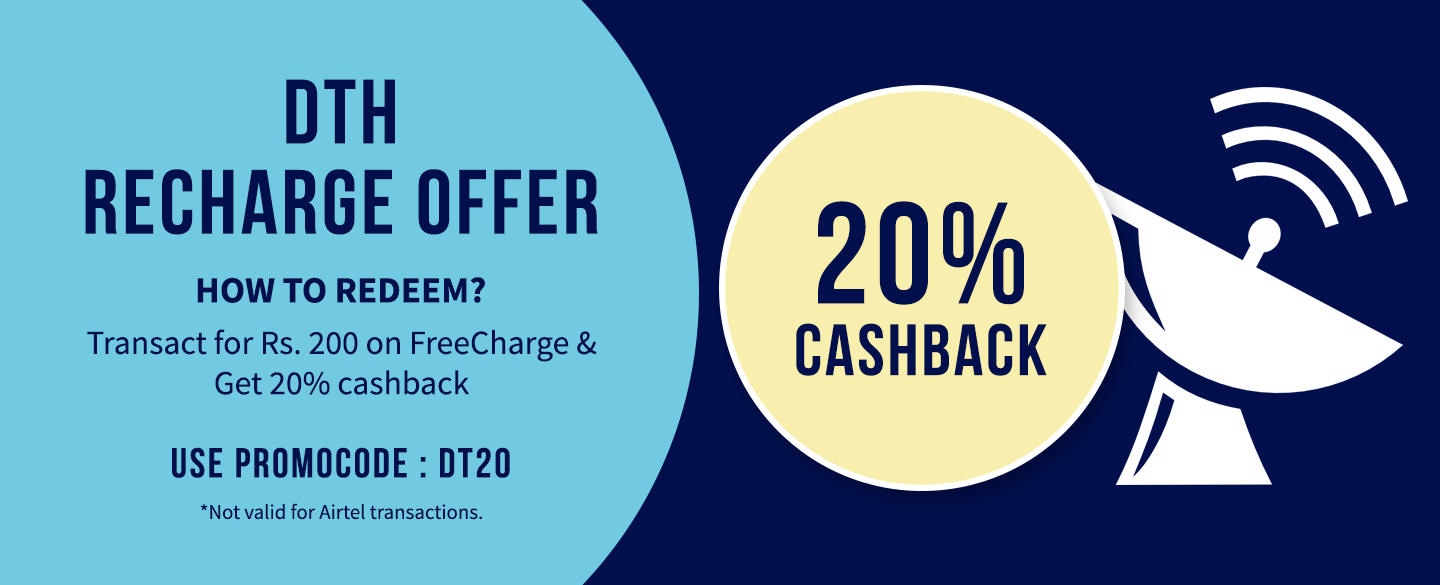 DTH
RECHARGE OFFER
HOW TO REDEEM?
Transact for Rs. 200 on FreeCharge &
Get 20% cashback
USE PROMOCODE : DT20
*Not valid for Airtel transactions.
20%
CASHBACK